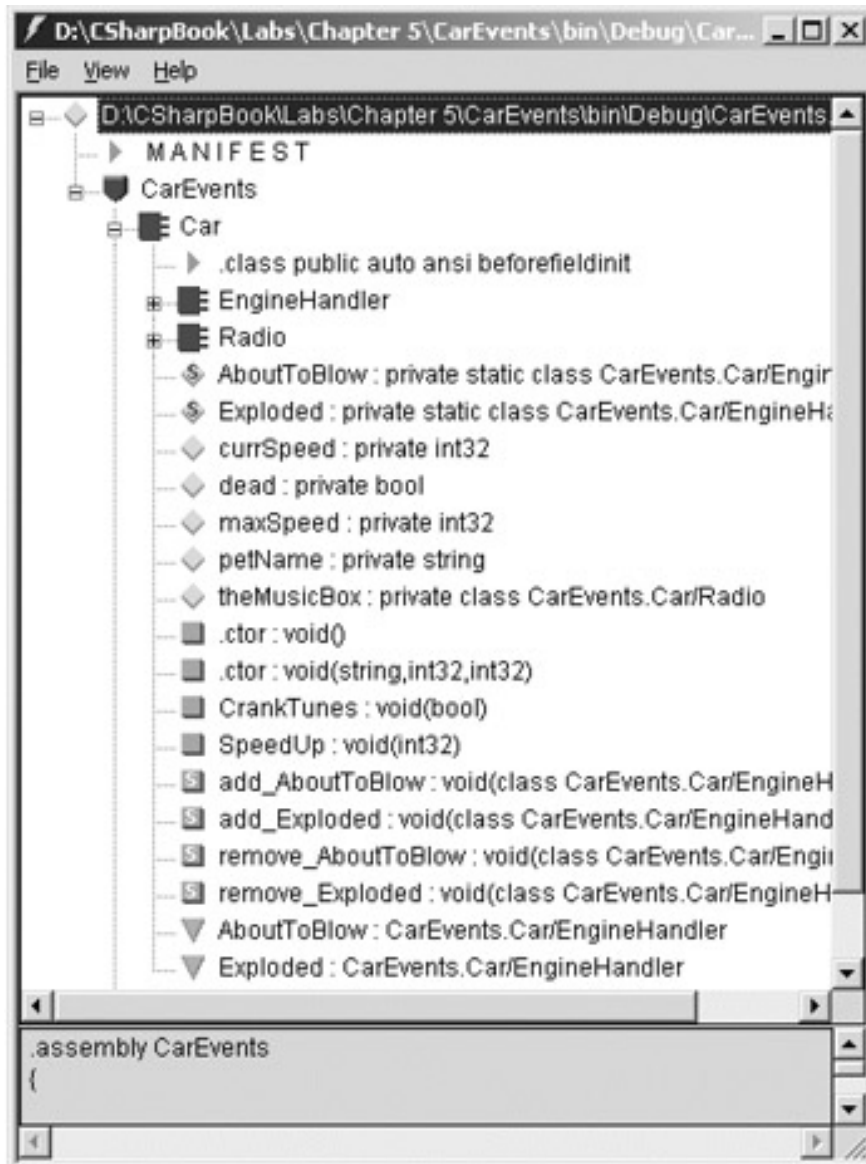 D:\CSharpBook\Labs\Chapter 5\CarEvents\bin\Debug\Car...
File View Help
D:\CSharpBook\Labs\Chapter 5\CarEvents\bin\Debug\CarEvents.
MANIFEST
CarEvents
Car
.class public auto ansi beforefieldinit
EngineHandler
Radio
AboutToBlow : private static class CarEvents.Car/Engin
Exploded : private static class CarEvents.Car/EngineHa
currSpeed : private int32
dead : private bool
maxSpeed : private int32
petName : private string
theMusicBox : private class CarEvents.Car/Radio
.ctor : void()
.ctor : void(string,int32,int32)
CrankTunes : void(bool)
SpeedUp : void(int32)
S add_AboutToBlow : void(class CarEvents.Car/EngineH
S add_Exploded : void(class CarEvents.Car/EngineHand
S remove_AboutToBlow : void(class CarEvents.Car/Engin
S remove_Exploded : void(class CarEvents.Car/EngineH
AboutToBlow : CarEvents.Car/EngineHandler
Exploded : CarEvents.Car/EngineHandler
.assembly CarEvents
{